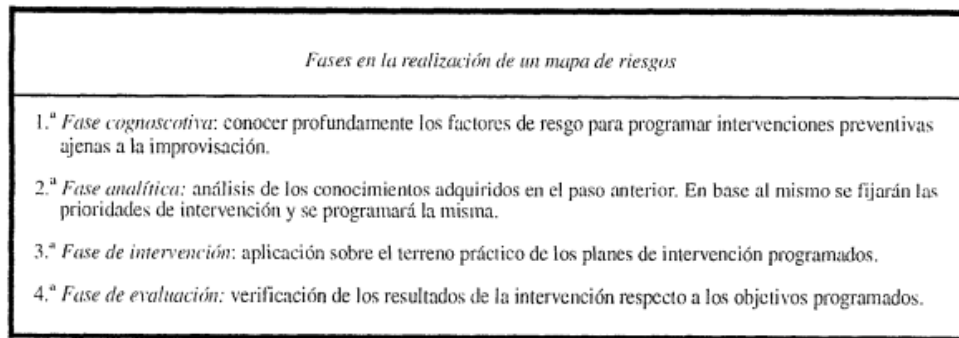 Fases en la realización de un mapa de riesgos
1.ª Fase cognoscotiva: conocer profundamente los factores de resgo para programar intervenciones preventivas
ajenas a la improvisación.
2.ª Fase analítica: análisis de los conocimientos adquiridos en el paso anterior. En base al mismo se fijarán las
prioridades de intervención y se programará la misma.
3.ª Fase de intervención: aplicación sobre el terreno práctico de los planes de intervención programados.
4.ª Fase de evaluación: verificación de los resultados de la intervención respecto a los objetivos programados.